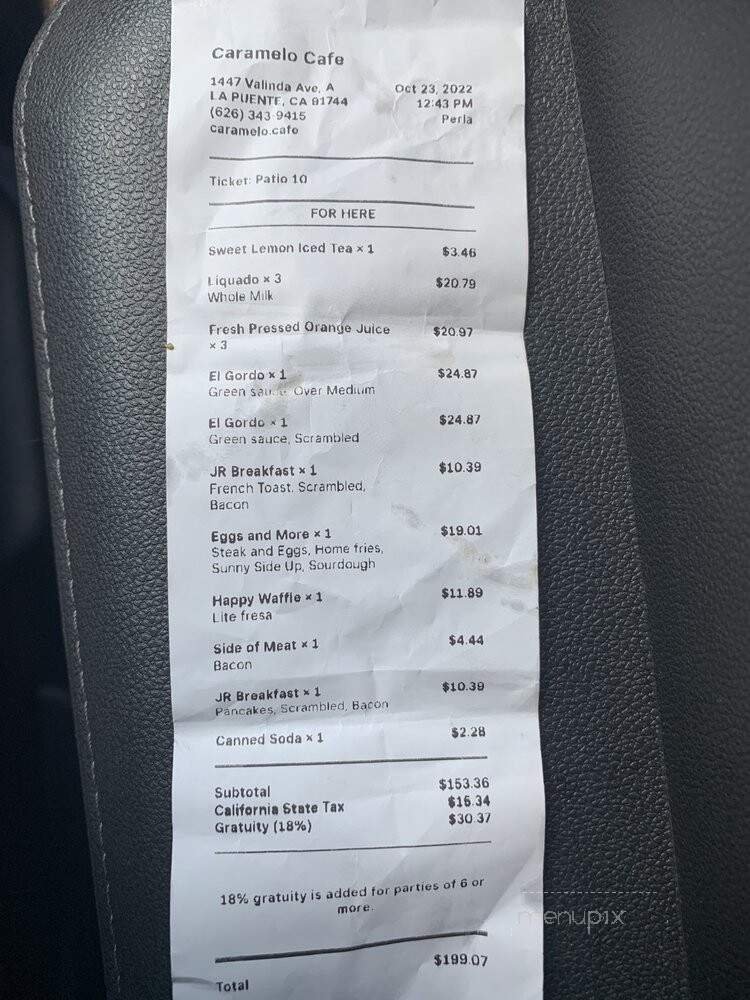 Caramelo Cafe
1447 Valinda Ave, A
LA PUENTE, CA 91744
(626) 343-9415
caramelo.cafe
Oct 23, 2022
12:43 PM
Perla
Ticket: Patio 10
FOR HERE
Sweet Lemon Iced Tea × 1 $3.46
Liquado × 3 $20.79
Whole Milk
Fresh Pressed Orange Juice $20.97
× 3
El Gordo × 1 $24.87
Green sauce, Over Medium
El Gordo × 1 $24.87
Green sauce, Scrambled
JR Breakfast × 1 $10.39
French Toast, Scrambled,
Bacon
Eggs and More × 1 $19.01
Steak and Eggs, Home fries,
Sunny Side Up, Sourdough
Happy Waffle × 1 $11.89
Lite fresa
Side of Meat × 1 $4.44
Bacon
JR Breakfast × 1 $10.39
Pancakes, Scrambled, Bacon
Canned Soda × 1 $2.28
Subtotal $153.36
California State Tax $15.34
Gratuity (18%) $30.37
18% gratuity is added for parties of 6 or
more.
$199.07
Total
menupix